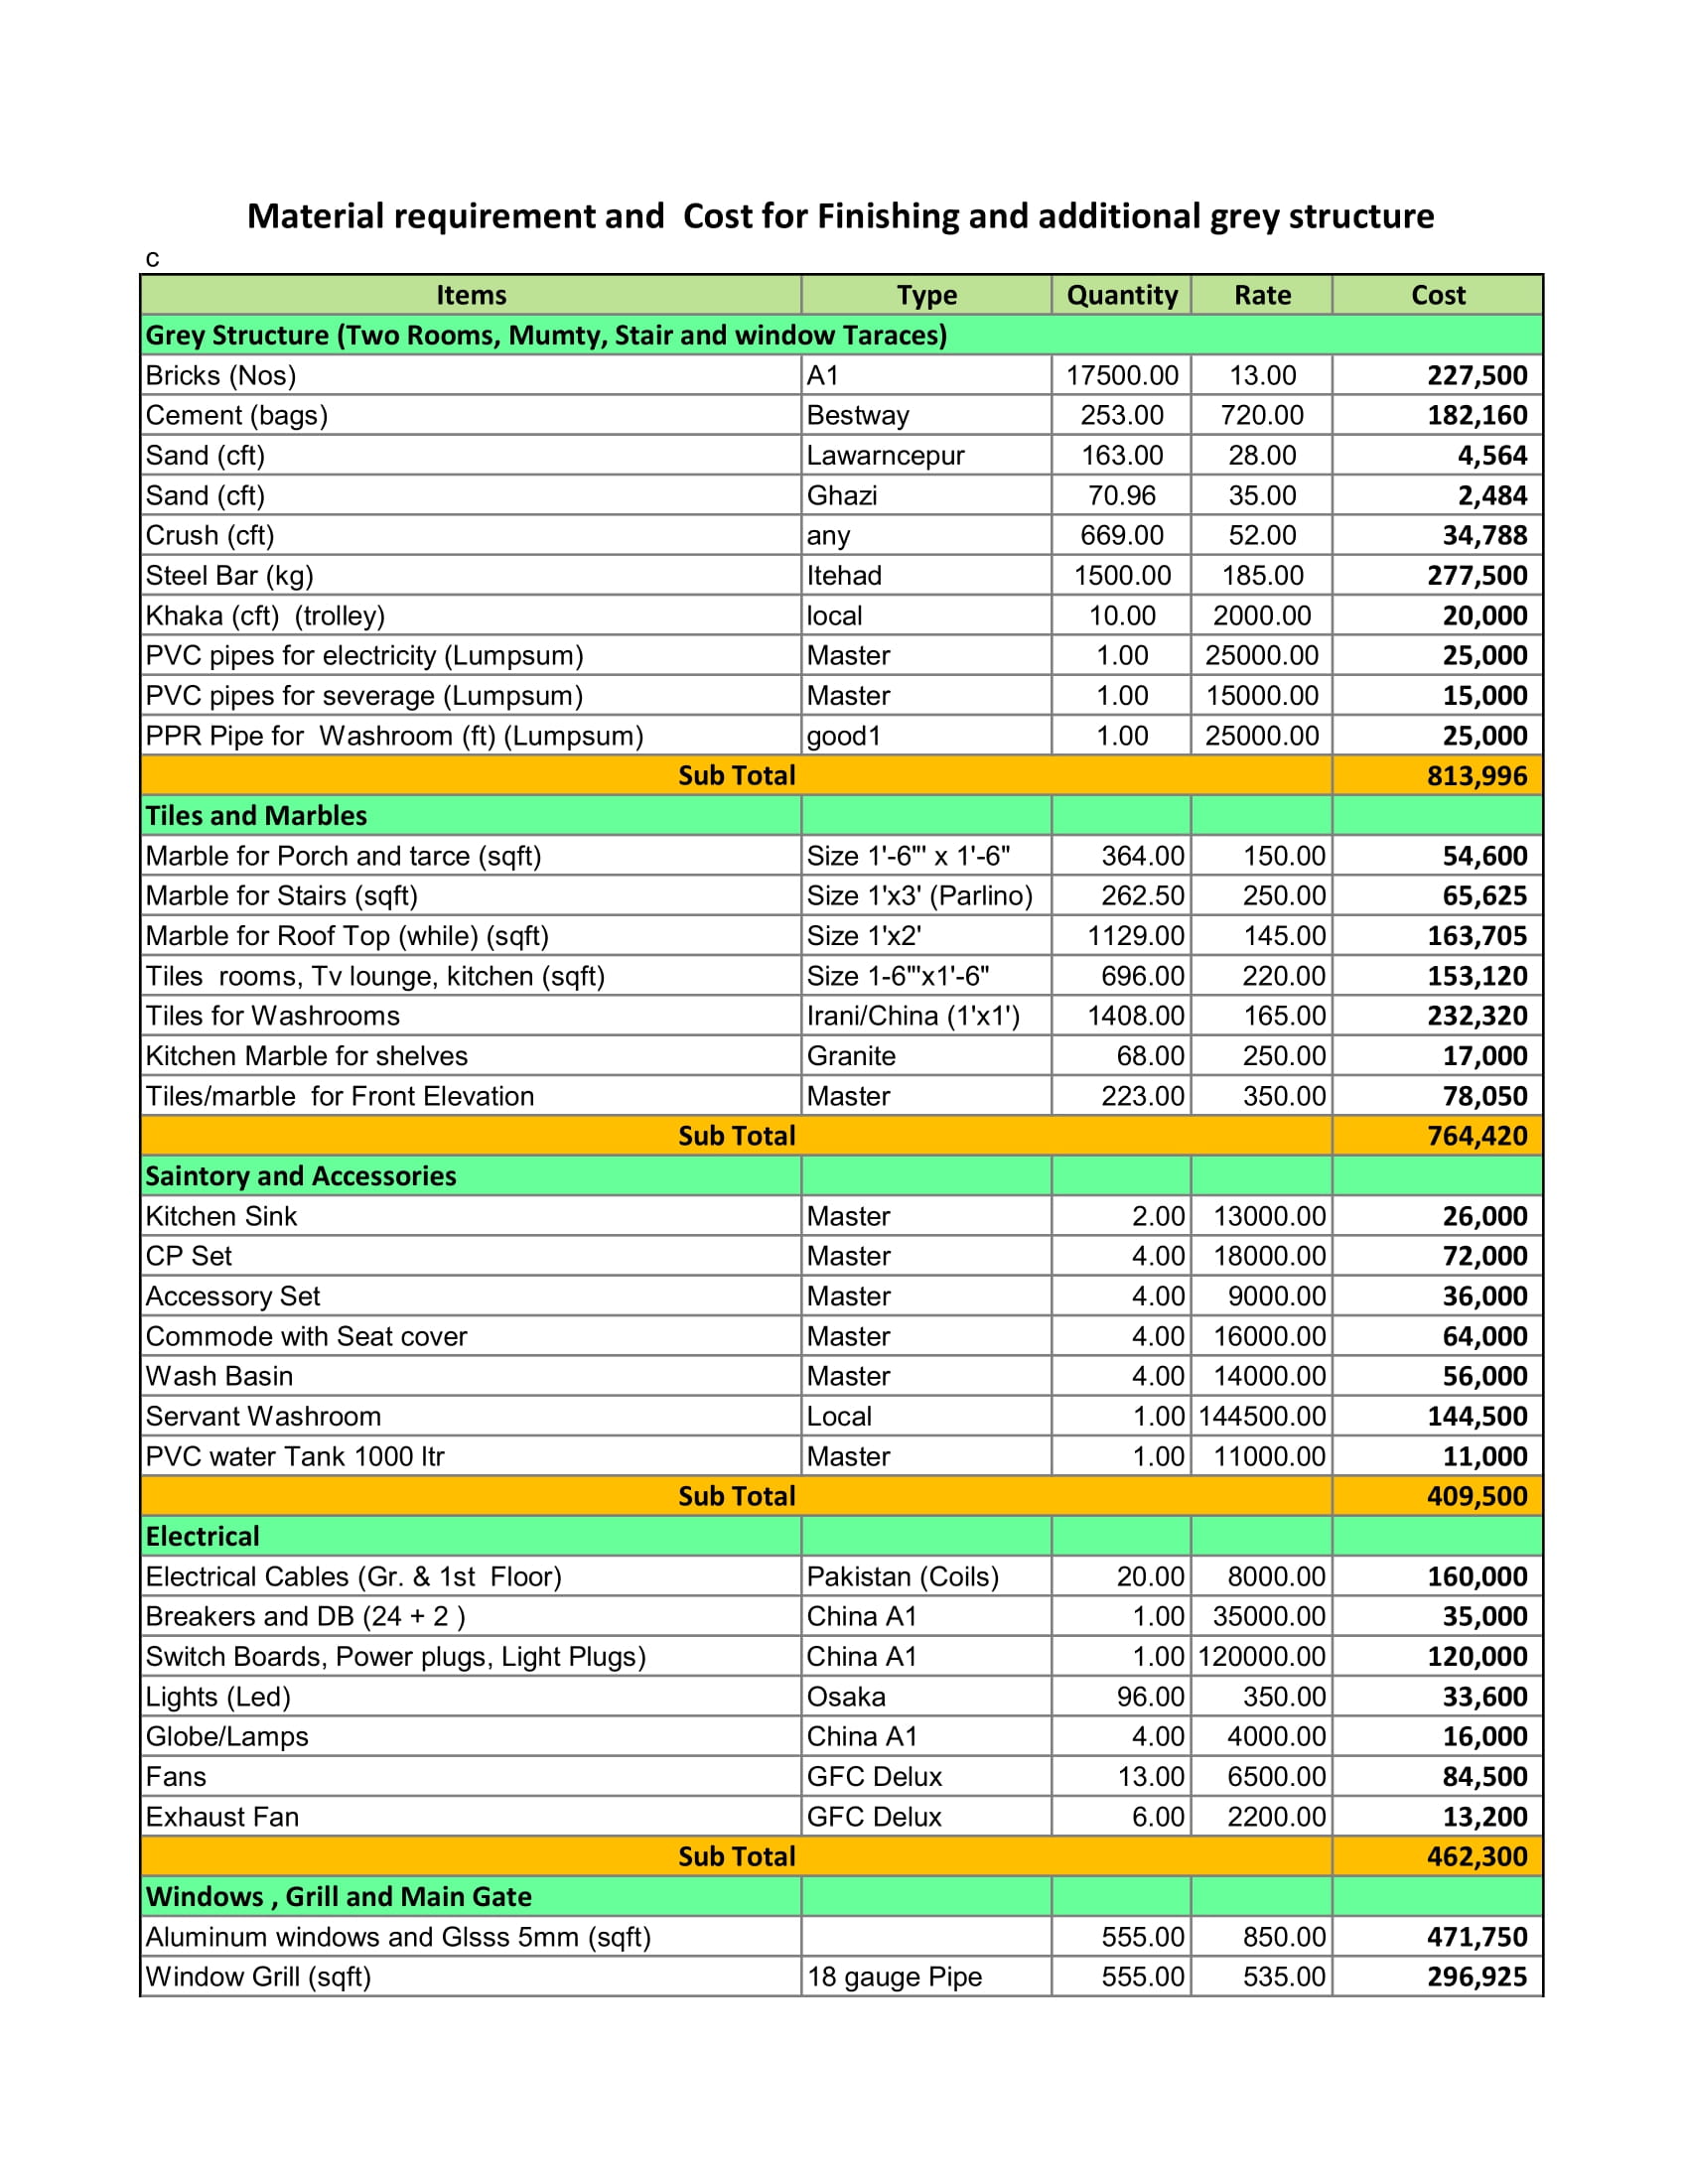 Material requirement and  Cost for Finishing and additional grey structure
c
Items Type Quantity Rate Cost
Grey Structure (Two Rooms, Mumty, Stair and window Taraces)
Bricks (Nos) A1 17500.00 13.00 227,500
Cement (bags) Bestway 253.00 720.00 182,160
Sand (cft) Lawarncepur 163.00 28.00 4,564
Sand (cft) Ghazi 70.96 35.00 2,484
Crush (cft) any 669.00 52.00 34,788
Steel Bar (kg) Itehad 1500.00 185.00 277,500
Khaka (cft)  (trolley) local 10.00 2000.00 20,000
PVC pipes for electricity (Lumpsum) Master 1.00 25000.00 25,000
PVC pipes for severage (Lumpsum) Master 1.00 15000.00 15,000
PPR Pipe for  Washroom (ft) (Lumpsum) good1 1.00 25000.00 25,000
Sub Total 813,996
Tiles and Marbles
Marble for Porch and tarce (sqft) Size 1'-6"' x 1'-6" 364.00 150.00 54,600
Marble for Stairs (sqft) Size 1'x3' (Parlino) 262.50 250.00 65,625
Marble for Roof Top (while) (sqft) Size 1'x2' 1129.00 145.00 163,705
Tiles  rooms, Tv lounge, kitchen (sqft) Size 1-6"'x1'-6" 696.00 220.00 153,120
Tiles for Washrooms Irani/China (1'x1') 1408.00 165.00 232,320
Kitchen Marble for shelves Granite 68.00 250.00 17,000
Tiles/marble  for Front Elevation Master 223.00 350.00 78,050
Sub Total 764,420
Saintory and Accessories
Kitchen Sink Master 2.00 13000.00 26,000
CP Set Master 4.00 18000.00 72,000
Accessory Set Master 4.00 9000.00 36,000
Commode with Seat cover Master 4.00 16000.00 64,000
Wash Basin Master 4.00 14000.00 56,000
Servant Washroom Local 1.00 144500.00 144,500
PVC water Tank 1000 ltr Master 1.00 11000.00 11,000
Sub Total 409,500
Electrical
Electrical Cables (Gr. & 1st  Floor) Pakistan (Coils) 20.00 8000.00 160,000
Breakers and DB (24 + 2 ) China A1 1.00 35000.00 35,000
Switch Boards, Power plugs, Light Plugs) China A1 1.00 120000.00 120,000
Lights (Led) Osaka 96.00 350.00 33,600
Globe/Lamps China A1 4.00 4000.00 16,000
Fans GFC Delux 13.00 6500.00 84,500
Exhaust Fan GFC Delux 6.00 2200.00 13,200
Sub Total 462,300
Windows , Grill and Main Gate
Aluminum windows and Glsss 5mm (sqft) 555.00 850.00 471,750
Window Grill (sqft) 18 gauge Pipe 555.00 535.00 296,925